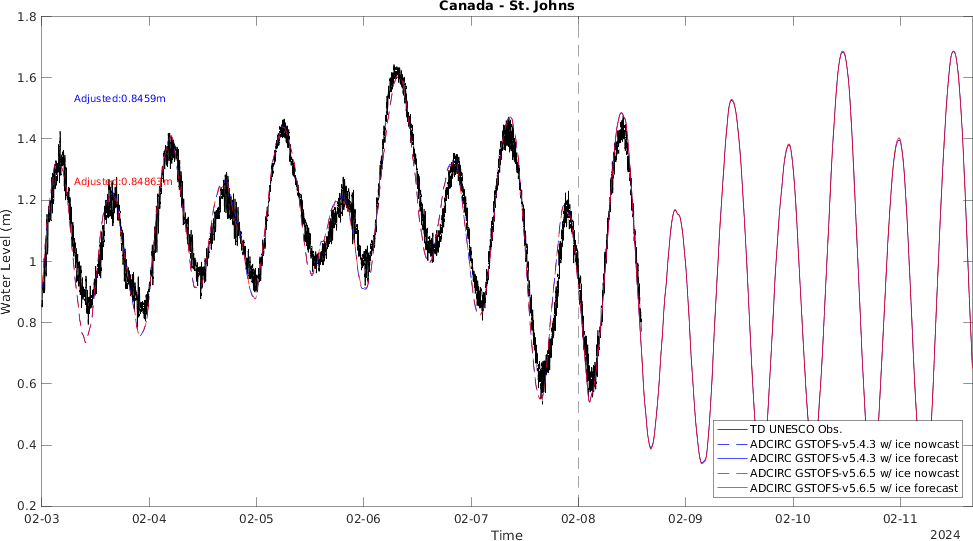 Canada - St. Johns
1.8
1.6
1.4
1.2
1
0.8
0.6
0.4
0.2
Water Level (m)
Adjusted:0.8459m
Adjusted:0.84863m
TD UNESCO Obs.
ADCIRC GSTOFS-v5.4.3 w/ ice nowcast
ADCIRC GSTOFS-v5.4.3 w/ ice forecast
ADCIRC GSTOFS-v5.6.5 w/ ice nowcast
ADCIRC GSTOFS-v5.6.5 w/ ice forecast
02-03 02-04 02-05 02-06 02-07 02-08 02-09 02-10 02-11
Time
2024